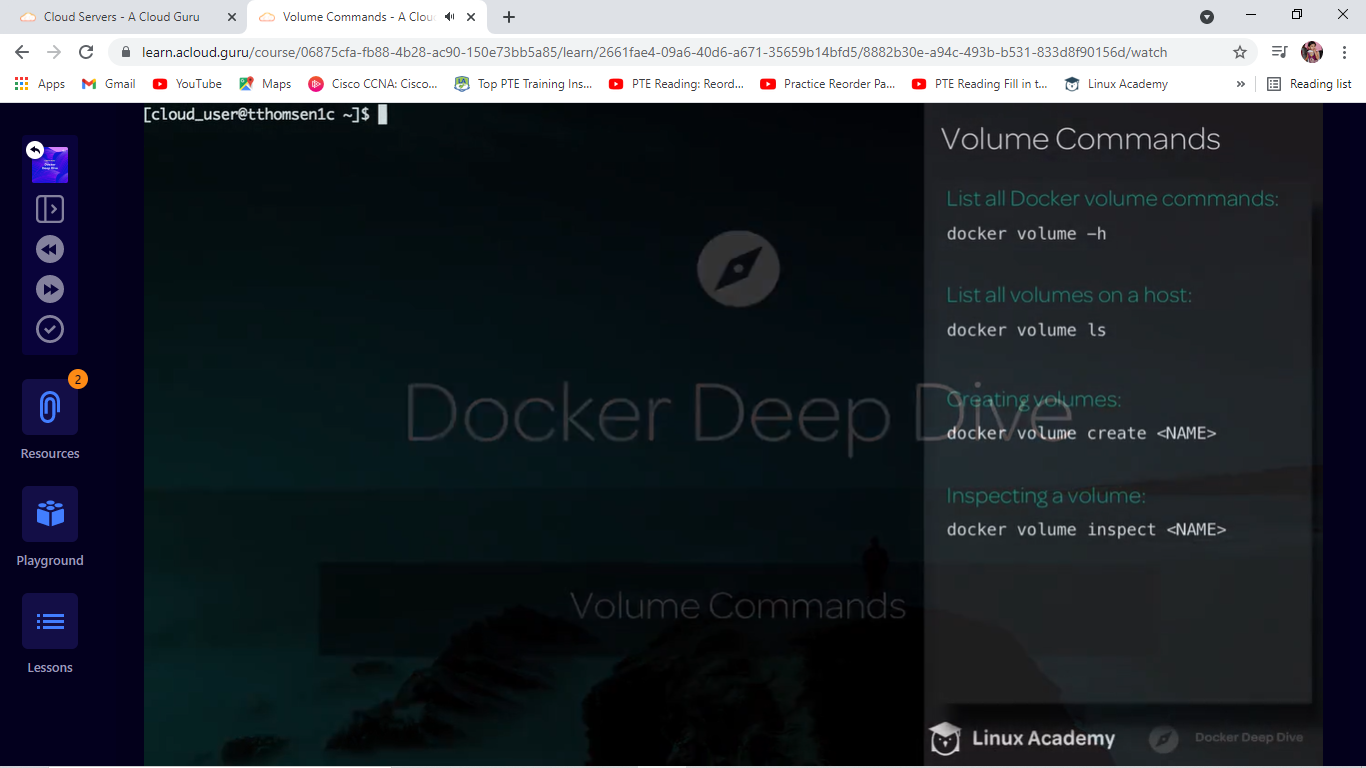 Cloud Servers - A Cloud Guru
Volume Commands - A Clou
learn.acloud.guru/course/06875cfa-fb88-4b28-ac90-150e73bb5a85/learn/2661fae4-09a6-40d6-a671-35659b14bfd5/8882b30e-a94c-493b-b531-833d8f90156d/watch
Apps Gmail YouTube Maps Cisco CCNA: Cisco... Top PTE Training Ins... PTE Reading: Reord... Practice Reorder Pa... PTE Reading Fill in t... Linux Academy » Reading list
[cloud_user@tthomsen1c ~]$
Docker
Deep Dive
2
Resources
Playground
Lessons
Docker Deep Dive
Volume Commands
Volume Commands
List all Docker volume commands:
docker volume -h
List all volumes on a host:
docker volume ls
Creating volumes:
docker volume create <NAME>
Inspecting a volume:
docker volume inspect <NAME>
Linux Academy
Docker Deep Dive